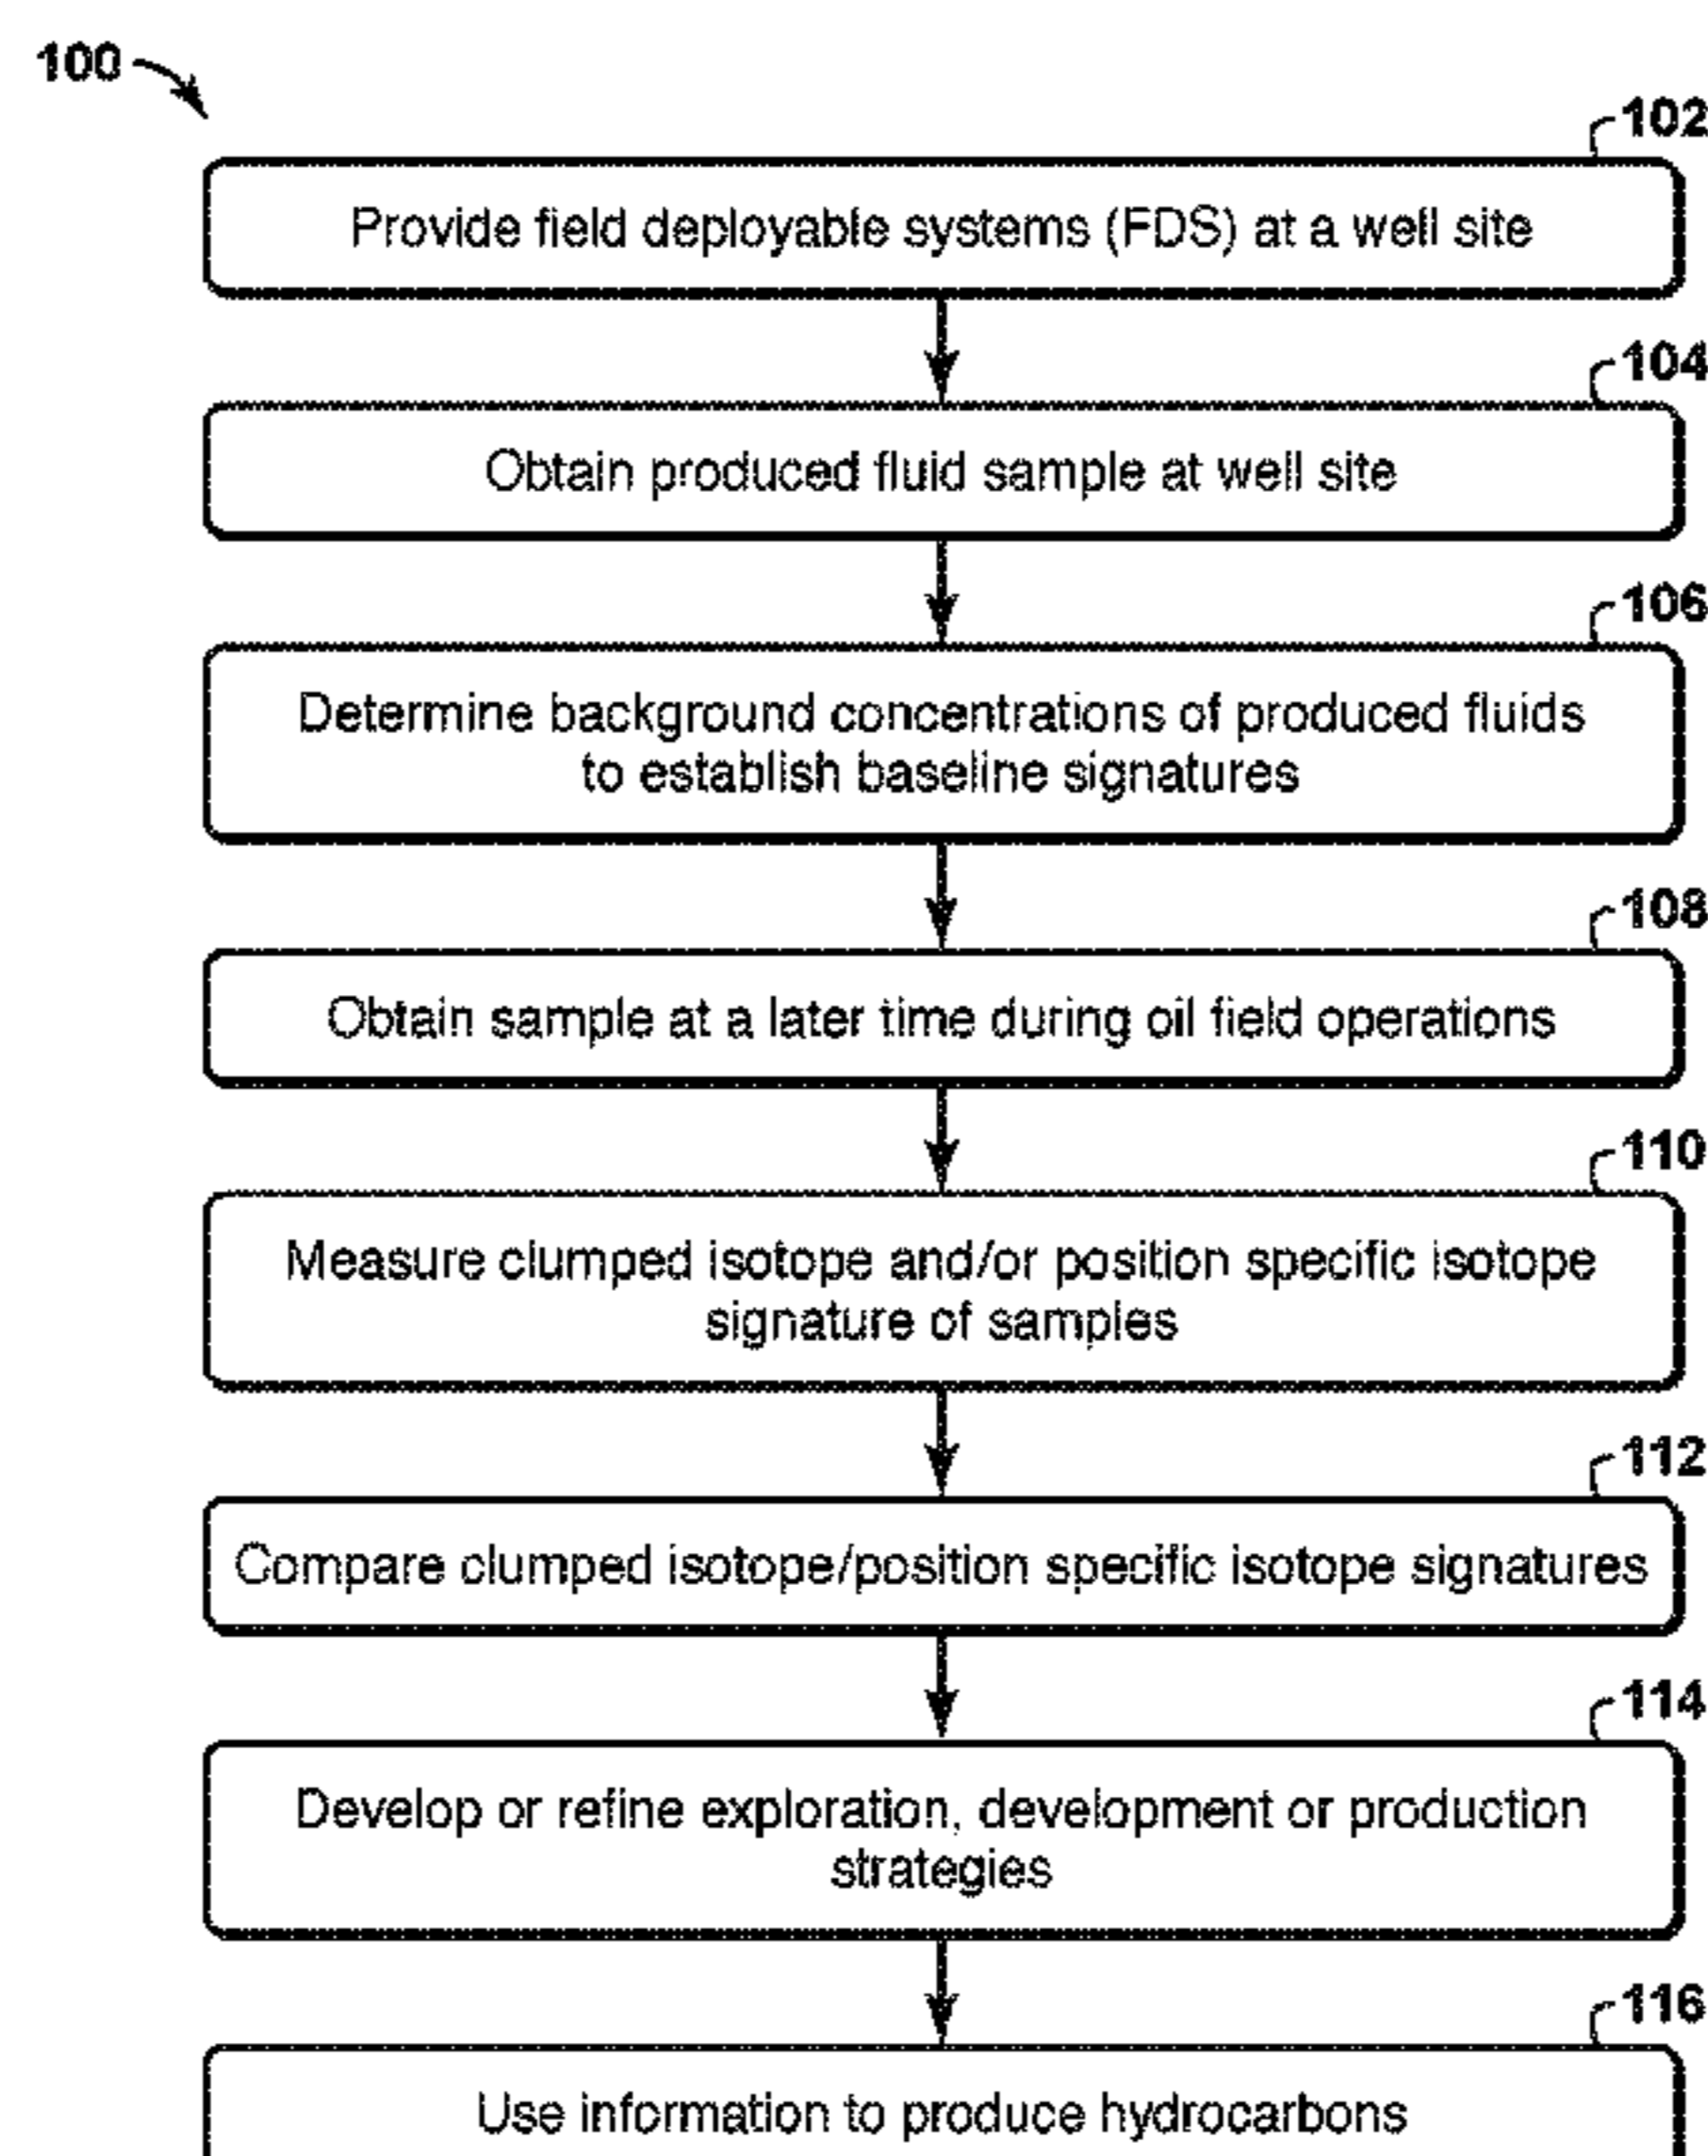 100
102
Provide field deployable systems (FDS) at a well site
104
Obtain produced fluid sample at well site
106
Determine background concentrations of produced fluids
to establish baseline signatures
108
Obtain sample at a later time during oil field operations
110
Measure clumped isotope and/or position specific isotope
signature of samples
112
Compare clumped isotope/position specific isotope signatures
114
Develop or refine exploration, development or production
strategies
116
Use information to produce hydrocarbons